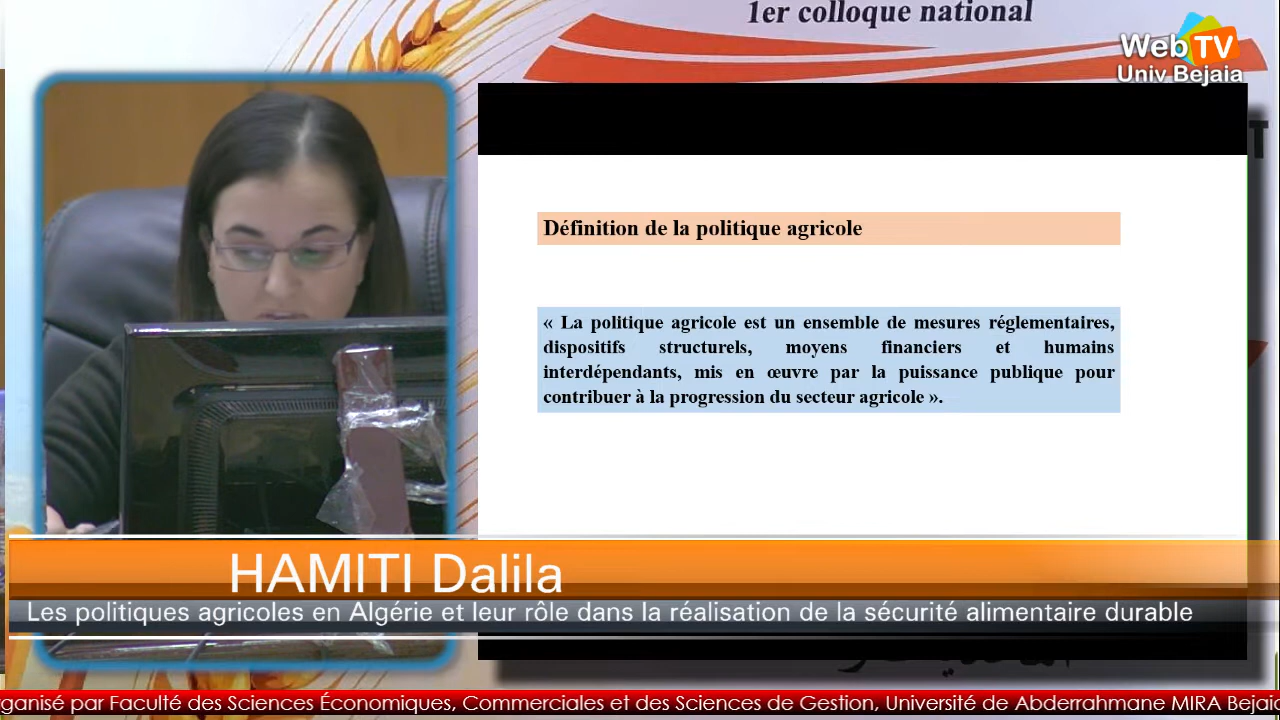 1er colloque national
WebTV
Univ Bejaia
Définition de la politique agricole
« La politique agricole est un ensemble de mesures réglementaires,
dispositifs structurels, moyens financiers et humains
interdépendants, mis en œuvre par la puissance publique pour
contribuer à la progression du secteur agricole ».
HAMITI Dalila
Les politiques agricoles en Algérie et leur rôle dans la réalisation de la sécurité alimentaire durable
ganisé par Faculté des Sciences Économiques, Commerciales et des Sciences de Gestion, Université de Abderrahmane MIRA Bejaia